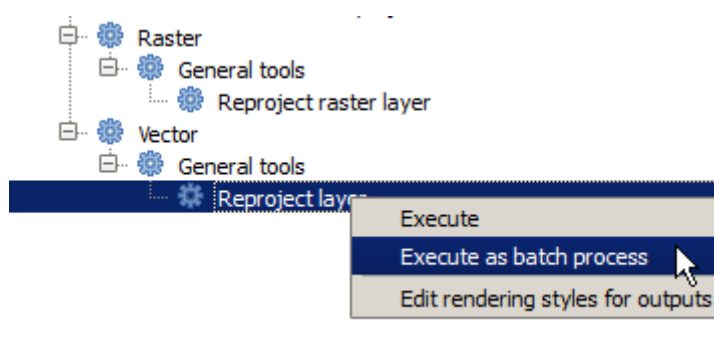 Raster
General tools
Reproject raster layer
Vector
General tools
Reproject layer
Execute
Execute as batch process
Edit rendering styles for outputs